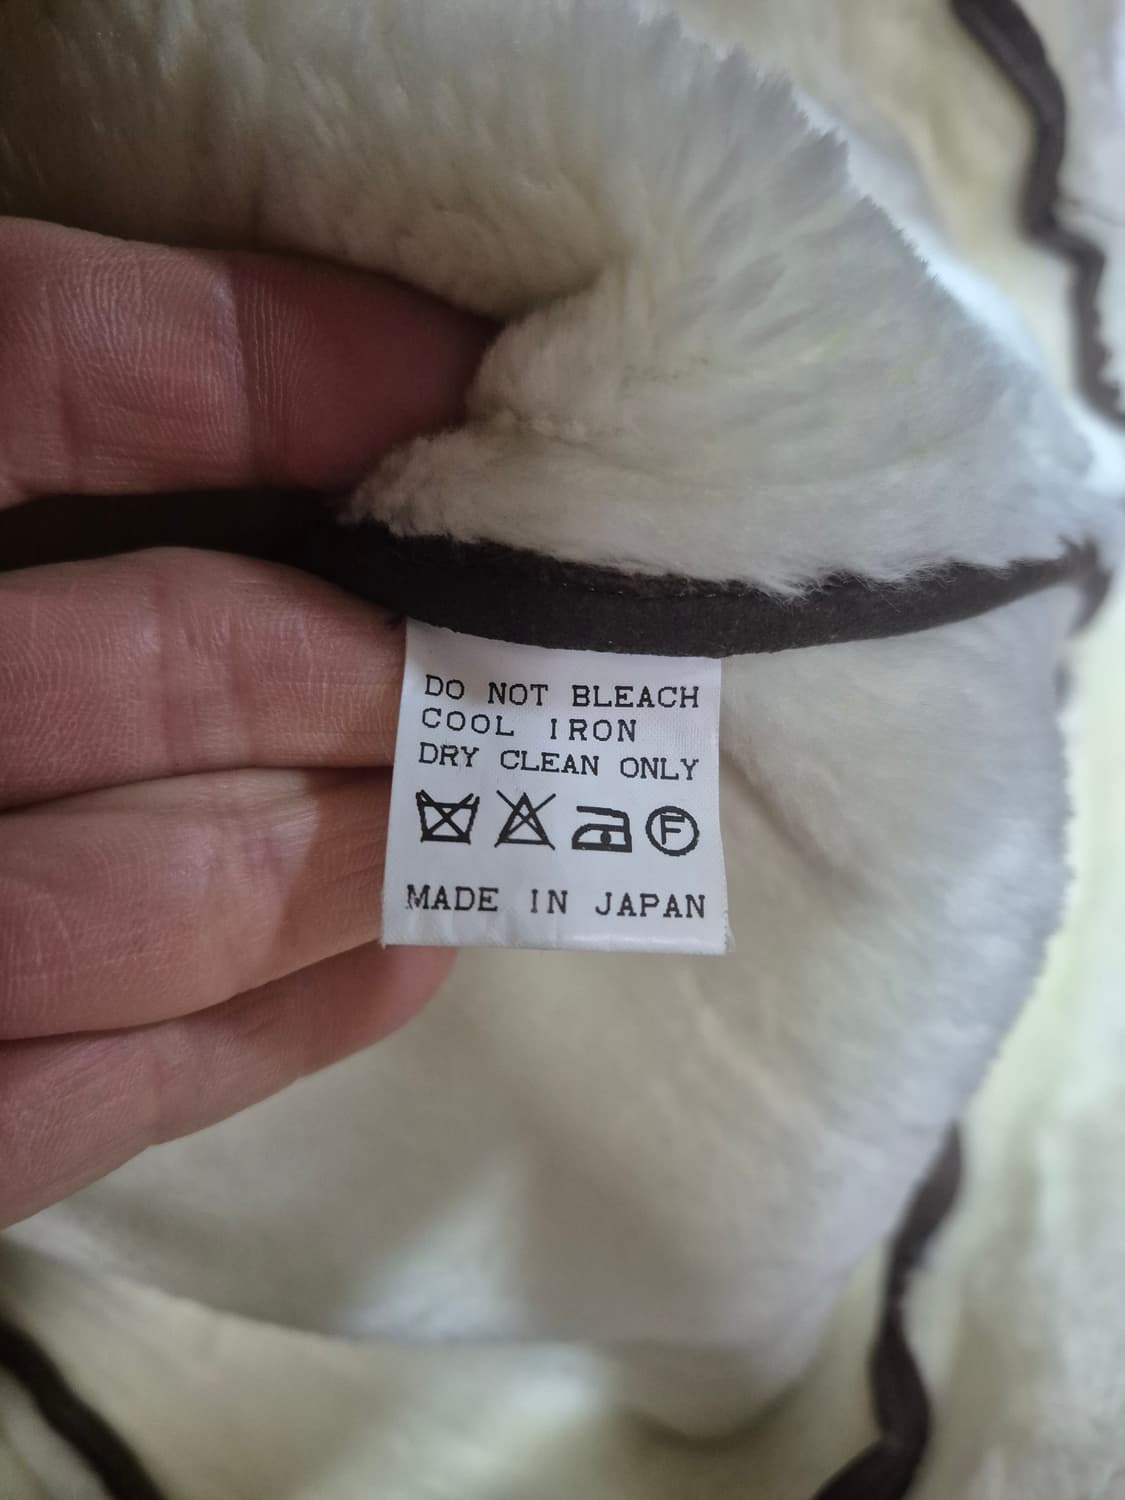 DO NOT BLEACH
COOL IRON
DRY CLEAN ONLY
F
MADE IN JAPAN